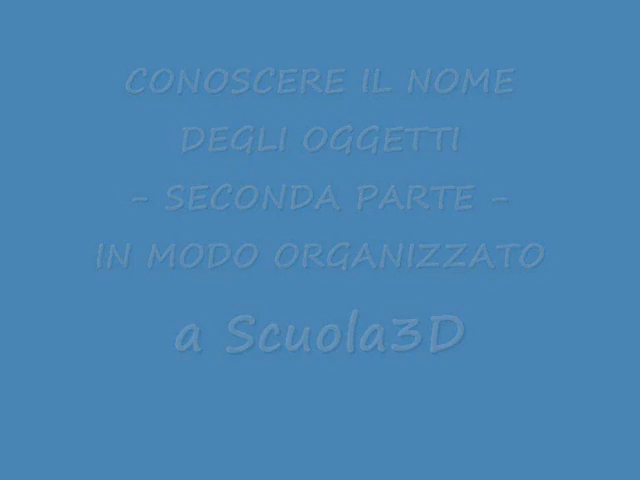 CONOSCERE IL NOME
DEGLI OGGETTI
- SECONDA PARTE -
IN MODO ORGANIZZATO
a Scuola3D